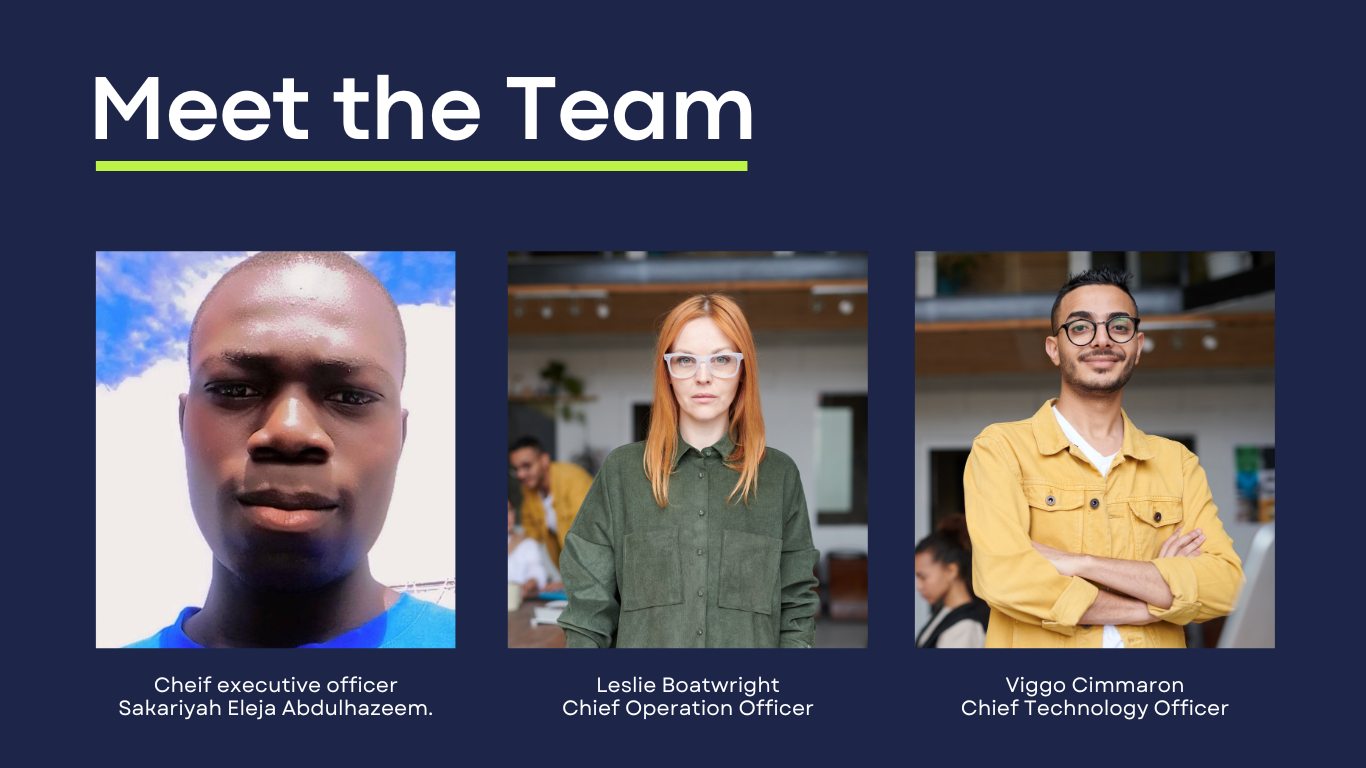 Meet the Team
Cheif executive officer
Sakariyah Eleja Abdulhazeem.
Leslie Boatwright
Chief Operation Officer
Viggo Cimmaron
Chief Technology Officer